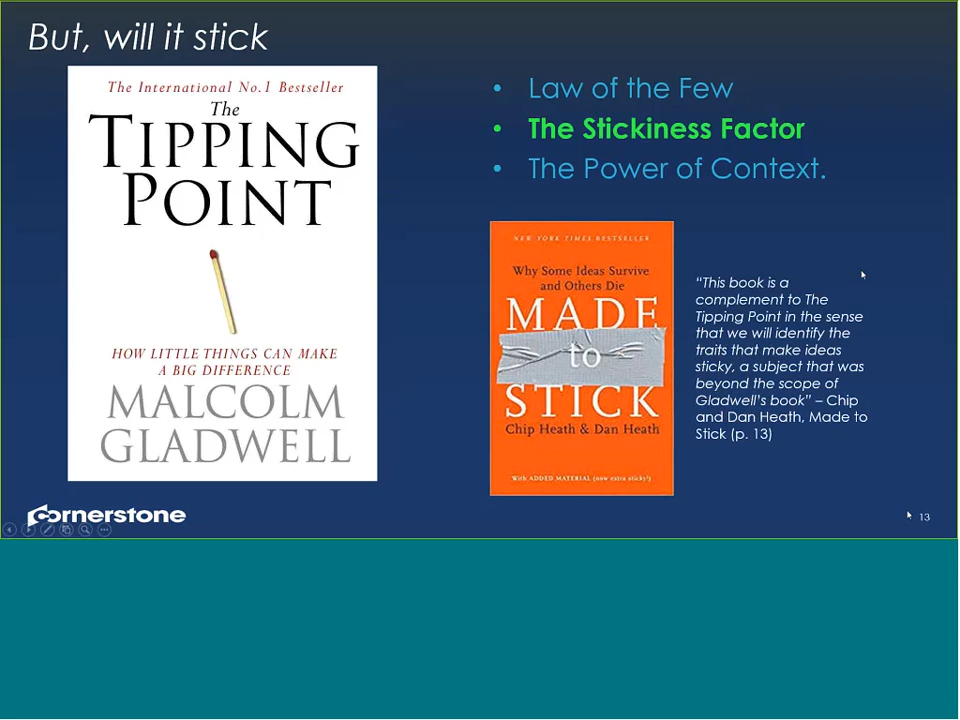 But, will it stick
The International No.1 Bestseller
The
TIPPING
POINT
HOW LITTLE THINGS CAN MAKE
A BIG DIFFERENCE
MALCOLM
GLADWELL
• Law of the Few
• The Stickiness Factor
• The Power of Context.
NEW YORK TIMES BESTSELLER
Why Some Ideas Survive
and Others Die
MADE
to
STICK
Chip Heath & Dan Heath
With ADDED MATERIAL (now extra sticky!)
“This book is a
complement to The
Tipping Point in the sense
that we will identify the
traits that make ideas
sticky, a subject that was
beyond the scope of
Gladwell’s book” – Chip
and Dan Heath, Made to
Stick (p. 13)
Cornerstone
13